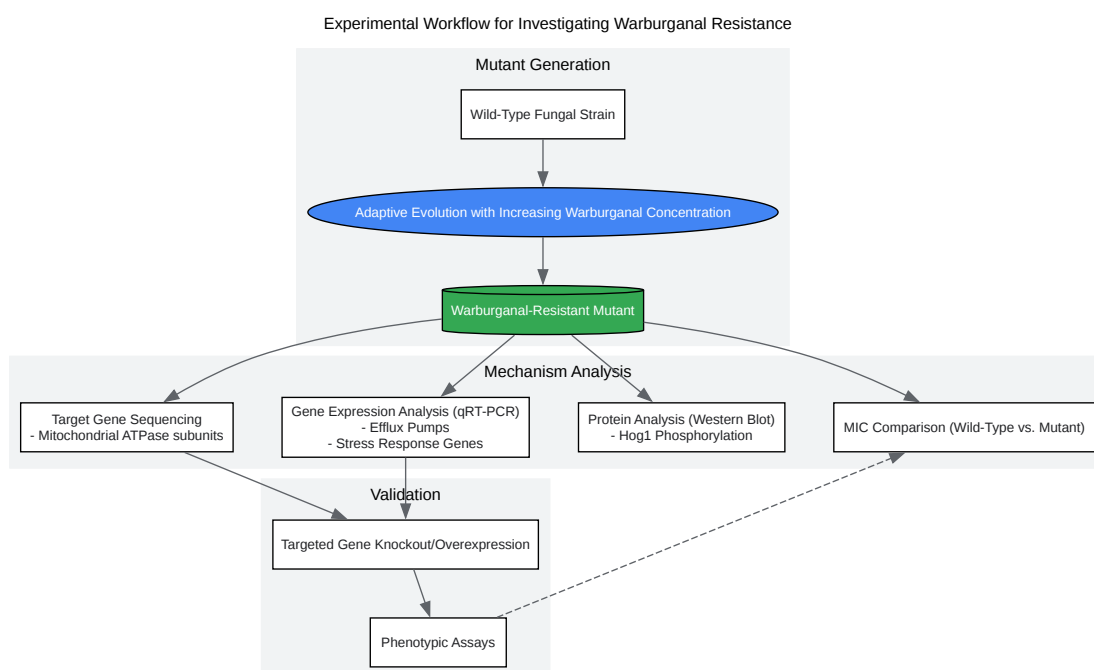 Experimental Workflow for Investigating Warburganal Resistance
Mutant Generation
Wild-Type Fungal Strain
Adaptive Evolution with Increasing Warburganal Concentration
Warburganal-Resistant Mutant
Mechanism Analysis
Target Gene Sequencing
- Mitochondrial ATPase subunits
Gene Expression Analysis (qRT-PCR)
- Efflux Pumps
- Stress Response Genes
Protein Analysis (Western Blot)
- Hog1 Phosphorylation
MIC Comparison (Wild-Type vs. Mutant)
Validation
Targeted Gene Knockout/Overexpression
Phenotypic Assays